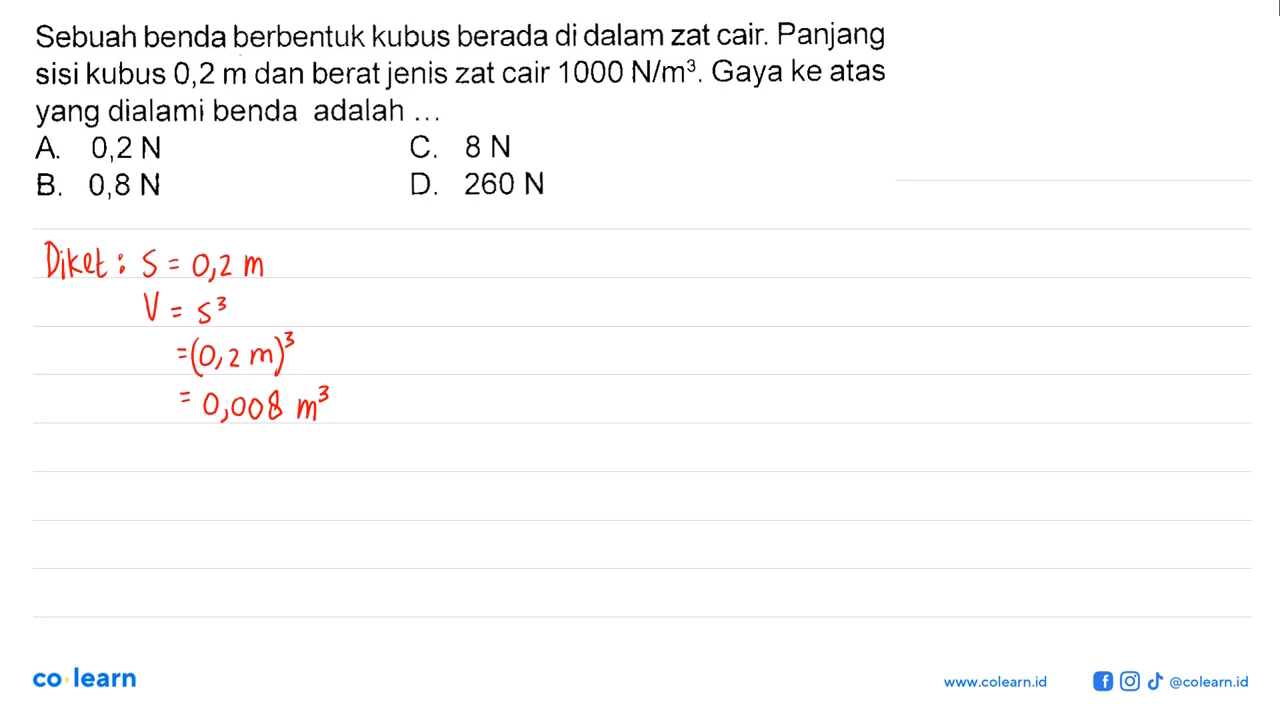 Sebuah benda berbentuk kubus berada di dalam zat cair. Panjang
sisi kubus 0,2 m dan berat jenis zat cair 1000 N/m³. Gaya ke atas
yang dialami benda adalah ...
A. 0,2 N C. 8 N
B. 0,8 N D. 260 N
Diket : s = 0,2 m
V = s³
= (0,2 m)³
= 0,008 m³
co learn www.colearn.id @colearn.id